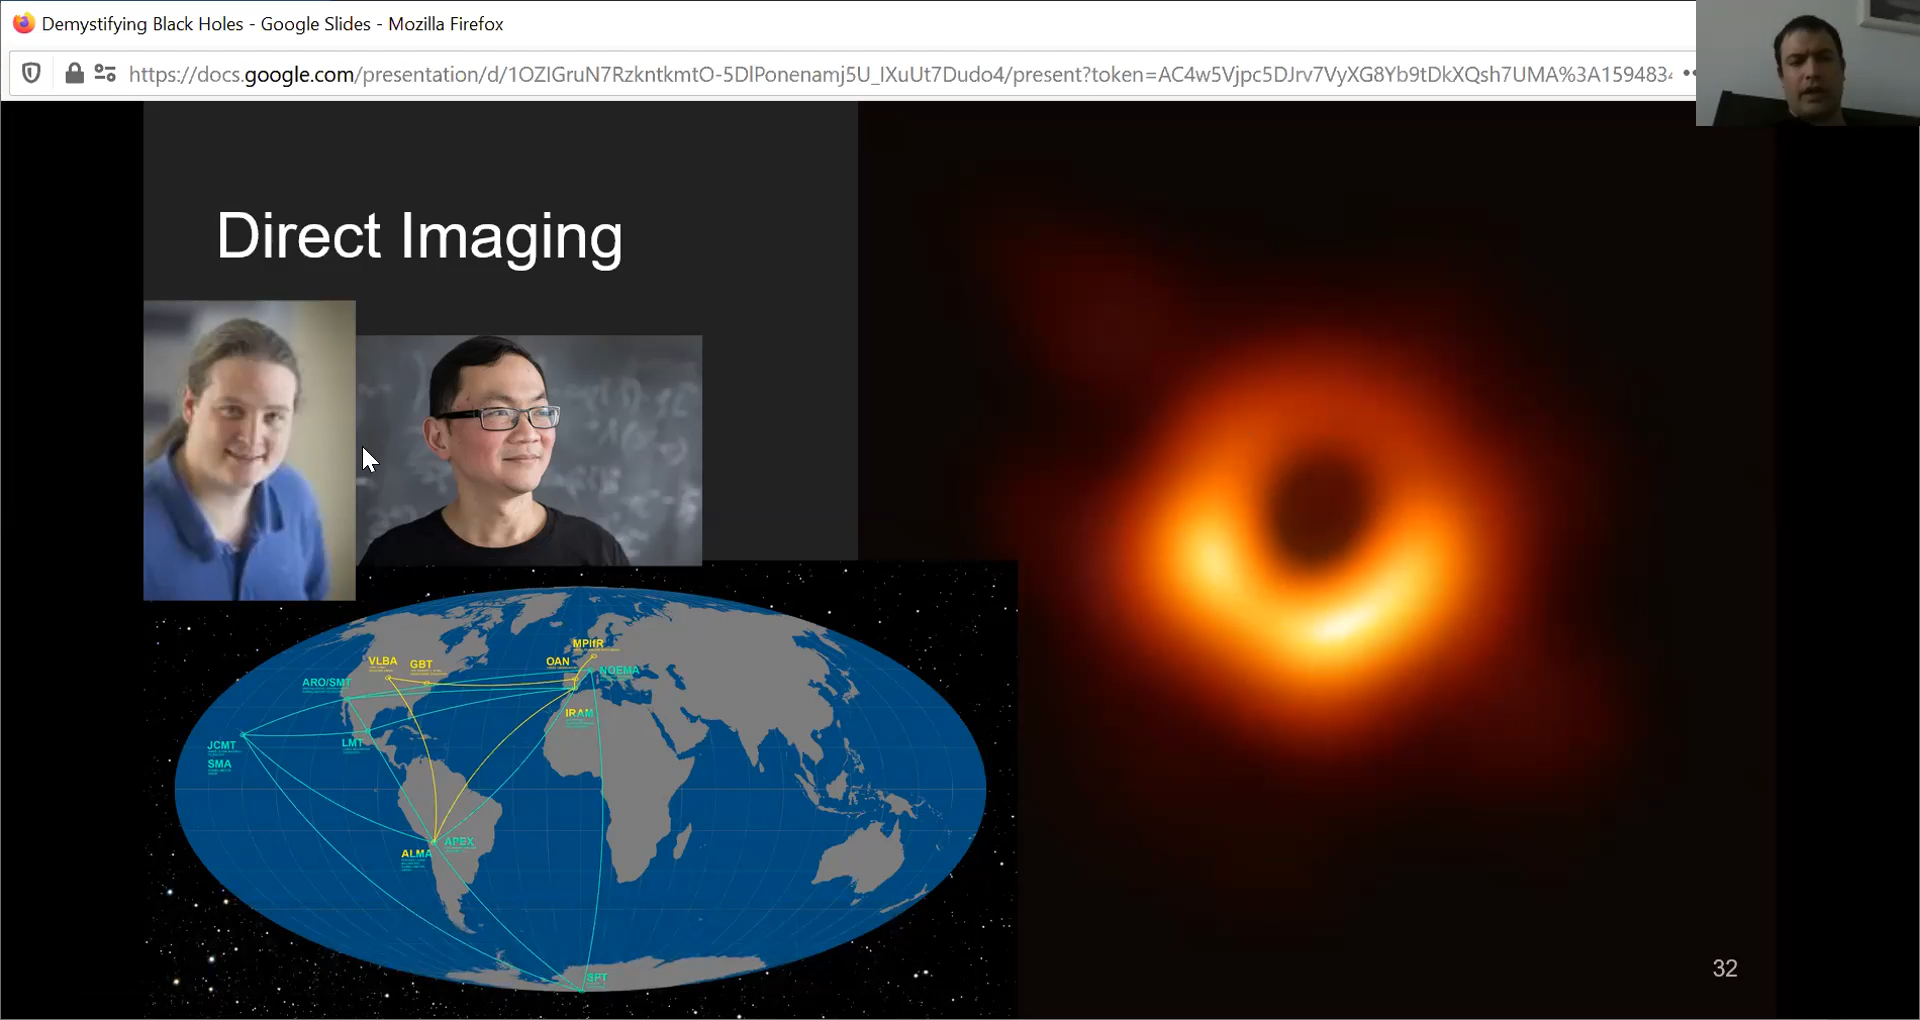 Demystifying Black Holes - Google Slides - Mozilla Firefox
https://docs.google.com/presentation/d/1OZIGruN7RzkntkmtO-5DlPonenamj5U_IXuUt7Dudo4/present?token=AC4w5Vjpc5DJrv7VyXG8Yb9tDkXQsh7UMA%3A159483
Direct Imaging
MPIfR
VLBA GBT OAN
NOEMA
ARO/SMT
IRAM
JCMT
LMT
SMA
APEX
ALMA
SPT
32